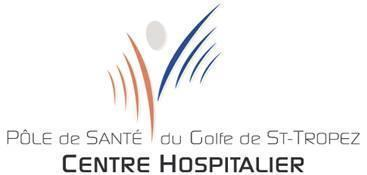 PÔLE de SANTÉ du Golfe de ST-TROPEZ
CENTRE HOSPITALIER